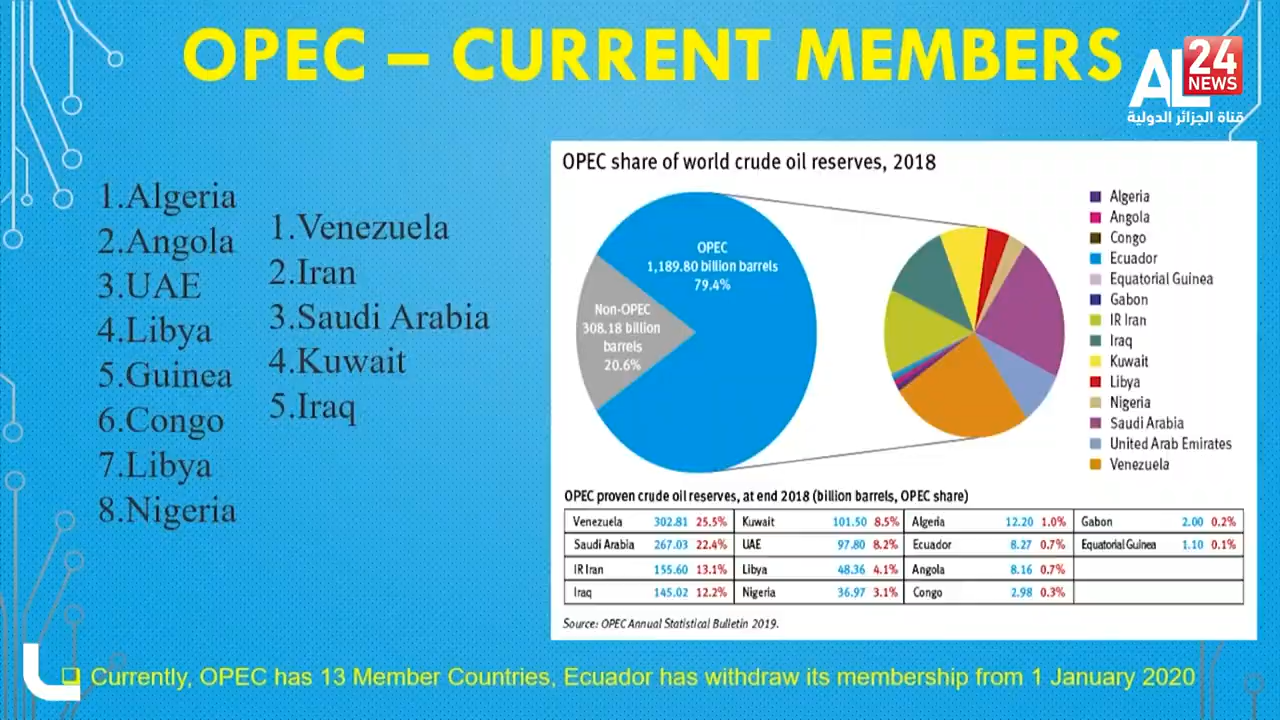 OPEC – CURRENT MEMBERS
AL
24
NEWS
قناة الجزائر الدولية
1.Algeria
2.Angola
3.UAE
4.Libya
5.Guinea
6.Congo
7.Libya
8.Nigeria
1.Venezuela
2.Iran
3.Saudi Arabia
4.Kuwait
5.Iraq
OPEC share of world crude oil reserves, 2018
OPEC
1,189.80 billion barrels
79.4%
Non-OPEC
308.18 billion
barrels
20.6%
Algeria
Angola
Congo
Ecuador
Equatorial Guinea
Gabon
IR Iran
Iraq
Kuwait
Libya
Nigeria
Saudi Arabia
United Arab Emirates
Venezuela
OPEC proven crude oil reserves, at end 2018 (billion barrels, OPEC share)
Venezuela 302.81 25.5% Kuwait 101.50 8.5% Algeria 12.20 1.0% Gabon 2.00 0.2%
Saudi Arabia 267.03 22.4% UAE 97.80 8.2% Ecuador 8.27 0.7% Equatorial Guinea 1.10 0.1%
IR Iran 155.60 13.1% Libya 48.36 4.1% Angola 8.16 0.7%
Iraq 145.02 12.2% Nigeria 36.97 3.1% Congo 2.98 0.3%
Source: OPEC Annual Statistical Bulletin 2019.
Currently, OPEC has 13 Member Countries, Ecuador has withdraw its membership from 1 January 2020